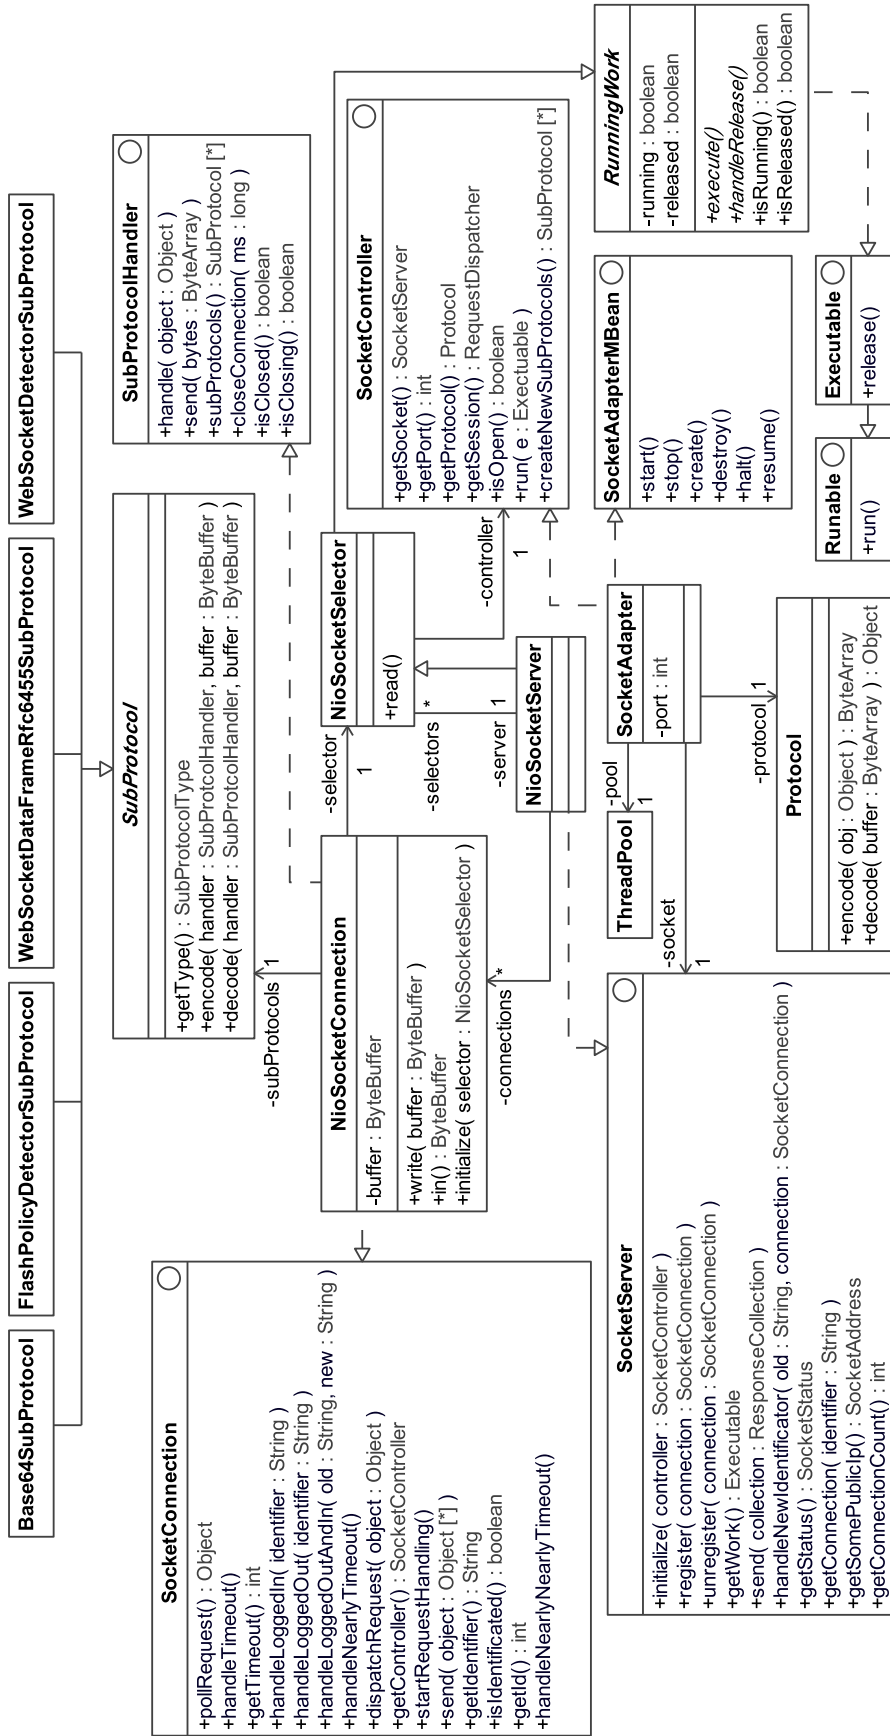 Base64SubProtocol
FlashPolicyDetectorSubProtocol
WebSocketDataFrameRfc6455SubProtocol
WebSocketDetectorSubProtocol
SocketConnection
+pollRequest() : Object
+handleTimeout()
+getTimeout() : int
+handleLoggedIn( identifier : String )
+handleLoggedOut( identifier : String )
+handleLoggedOutAndIn( old : String, new : String )
+handleNearlyTimeout()
+dispatchRequest( object : Object )
+getController() : SocketController
+startRequestHandling()
+send( object : Object [*] )
+getIdentifier() : String
+isIdentificated() : boolean
+getId() : int
+handleNearlyNearlyTimeout()
SubProtocol
+getType() : SubProtocolType
+encode( handler : SubPrtcolHandler, buffer : ByteBuffer )
+decode( handler : SubPrtcolHandler, buffer : ByteBuffer )
SubProtocolHandler
+handle( object : Object )
+send( bytes : ByteArray )
+subProtocols() : SubProtocol [*]
+closeConnection( ms : long )
+isClosed() : boolean
+isClosing() : boolean
-subProtocols
1
NioSocketConnection
-buffer : ByteBuffer
+write( buffer : ByteBuffer )
+in() : ByteBuffer
+initialize( selector : NioSocketSelector )
-selector
1
NioSocketSelector
+read()
-controller
1
SocketController
+getSocket() : SocketServer
+getPort() : int
+getProtocol() : Protocol
+getSession() : RequestDispatcher
+isOpen() : boolean
+run( e : Exectuable )
+createNewSubProtocols() : SubProtocol [*]
-selectors
*
-server
1
-connections
*
NioSocketServer
SocketServer
+initialize( controller : SocketController )
+register( connection : SocketConnection )
+unregister( connection : SocketConnection )
+getWork() : Executable
+send( collection : ResponseCollection )
+handleNewIdentificator( old : String, connection : SocketConnection )
+getStatus() : SocketStatus
+getConnection( identifier : String )
+getSomePublicIp() : SocketAddress
+getConnectionCount() : int
ThreadPool
-pool
1
-socket
1
SocketAdapter
-port : int
SocketAdapterMBean
+start()
+stop()
+create()
+destroy()
+halt()
+resume()
RunningWork
-running : boolean
-released : boolean
+execute()
+handleRelease()
+isRunning() : boolean
+isReleased() : boolean
-protocol
1
Protocol
+encode( obj : Object ) : ByteArray
+decode( buffer : ByteArray ) : Object
Runable
+run()
Executable
+release()